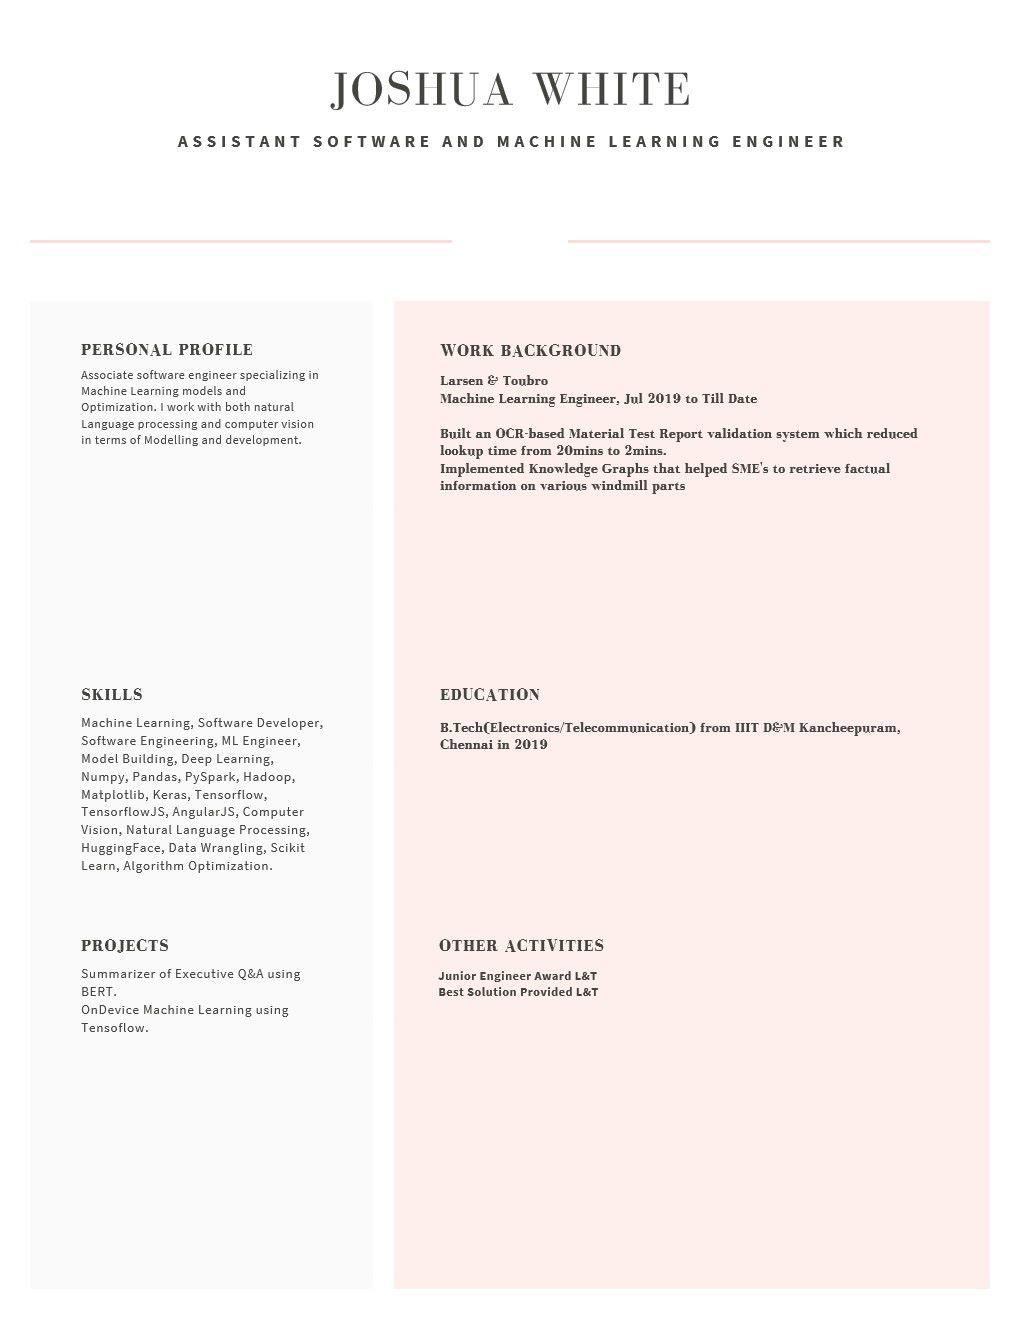 JOSHUA WHITE
ASSISTANT SOFTWARE AND MACHINE LEARNING ENGINEER
PERSONAL PROFILE
Associate software engineer specializing in
Machine Learning models and
Optimization. I work with both natural
Language processing and computer vision
in terms of Modelling and development.
SKILLS
Machine Learning, Software Developer,
Software Engineering, ML Engineer,
Model Building, Deep Learning,
Numpy, Pandas, PySpark, Hadoop,
Matplotlib, Keras, Tensorflow,
TensorflowJS, AngularJS, Computer
Vision, Natural Language Processing,
HuggingFace, Data Wrangling, Scikit
Learn, Algorithm Optimization.
PROJECTS
Summarizer of Executive Q&A using
BERT.
OnDevice Machine Learning using
Tensoflow.
WORK BACKGROUND
Larsen & Toubro
Machine Learning Engineer, Jul 2019 to Till Date
Built an OCR-based Material Test Report validation system which reduced
lookup time from 20mins to 2mins.
Implemented Knowledge Graphs that helped SME's to retrieve factual
information on various windmill parts
EDUCATION
B.Tech(Electronics/Telecommunication) from IIIT D&M Kancheepuram,
Chennai in 2019
OTHER ACTIVITIES
Junior Engineer Award L&T
Best Solution Provided L&T